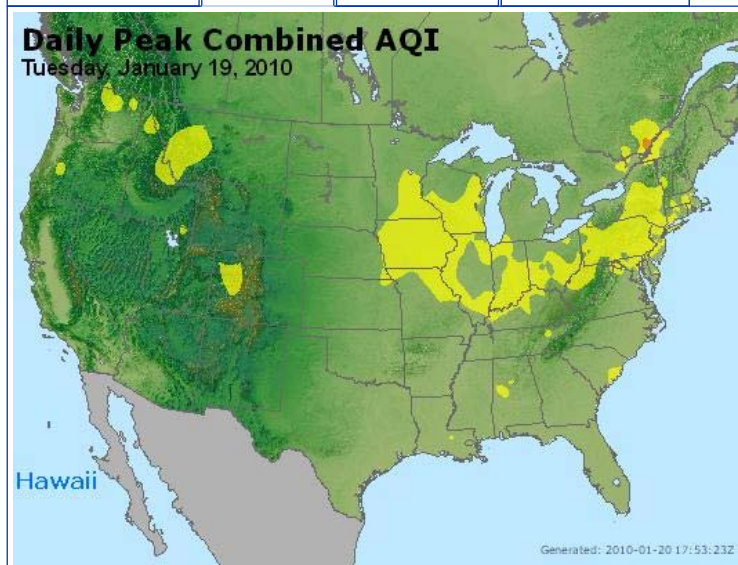 Daily Peak Combined AQI
Tuesday, January 19, 2010
Hawaii
Generated: 2010-01-20 17:53:23Z